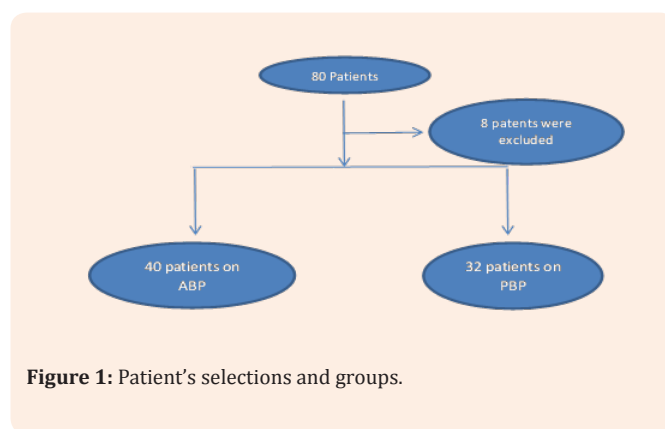 80 Patients
8 patents were
excluded
40 patients on
ABP
32 patients on
PBP
Figure 1: Patient’s selections and groups.